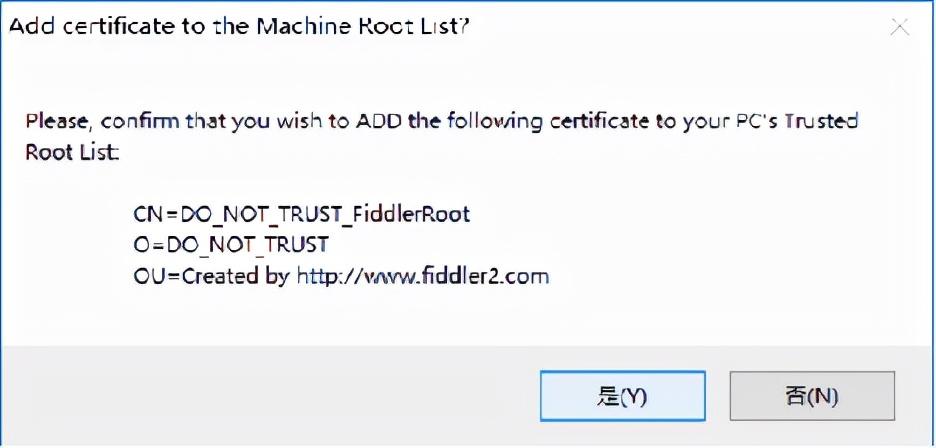 Add certificate to the Machine Root List?
Please, confirm that you wish to ADD the following certificate to your PC's Trusted
Root List:
CN=DO_NOT_TRUST_FiddlerRoot
O=DO_NOT_TRUST
OU=Created by http://www.fiddler2.com
是(Y)
否(N)